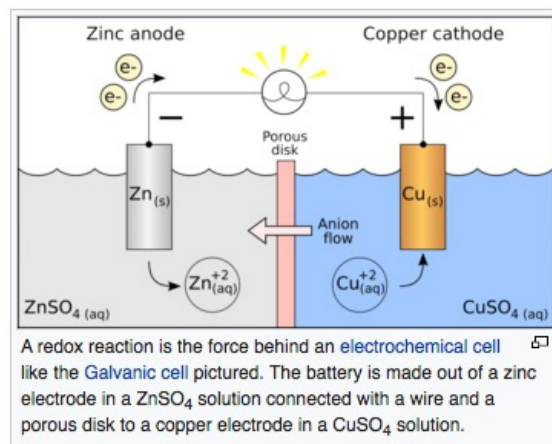 Zinc anode
Copper cathode
e-
e-
e-
e-
−
+
Porous
disk
Zn(s)
Cu(s)
Anion
flow
Zn+2(aq)
Cu+2(aq)
ZnSO4 (aq)
CuSO4 (aq)
A redox reaction is the force behind an electrochemical cell
like the Galvanic cell pictured. The battery is made out of a zinc
electrode in a ZnSO4 solution connected with a wire and a
porous disk to a copper electrode in a CuSO4 solution.